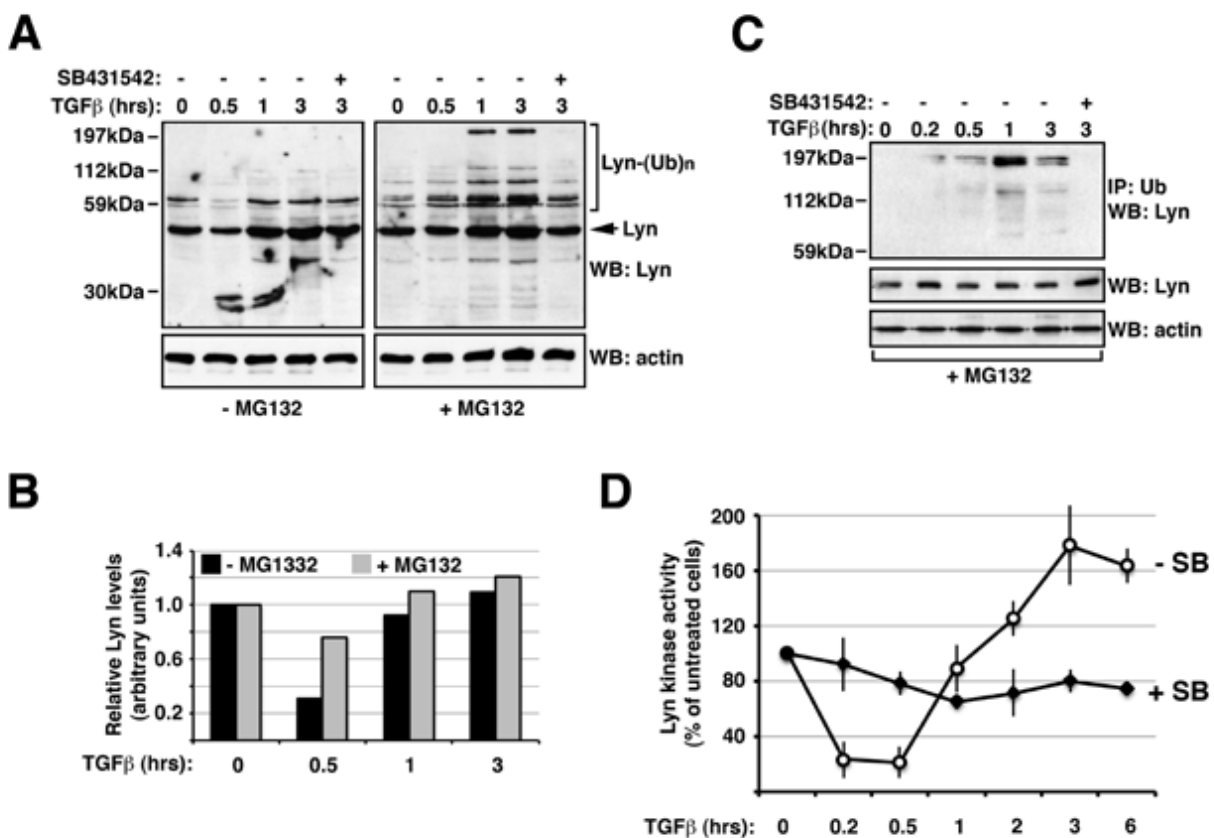 A
SB431542: - - - - + - - - - +
TGFβ (hrs): 0 0.5 1 3 3 0 0.5 1 3 3
197kDa
112kDa
59kDa
30kDa
Lyn-(Ub)n
Lyn
WB: Lyn
WB: actin
- MG132 + MG132
B
Relative Lyn levels
(arbitrary units)
1.4
1.0
0.6
0.2
- MG1332 + MG132
TGFβ (hrs): 0 0.5 1 3
C
SB431542: - - - - - +
TGFβ(hrs): 0 0.2 0.5 1 3 3
197kDa
112kDa
59kDa
IP: Ub
WB: Lyn
WB: Lyn
WB: actin
+ MG132
D
Lyn kinase activity
(% of untreated cells)
200
160
120
80
40
- SB
+ SB
TGFβ (hrs): 0 0.2 0.5 1 2 3 6